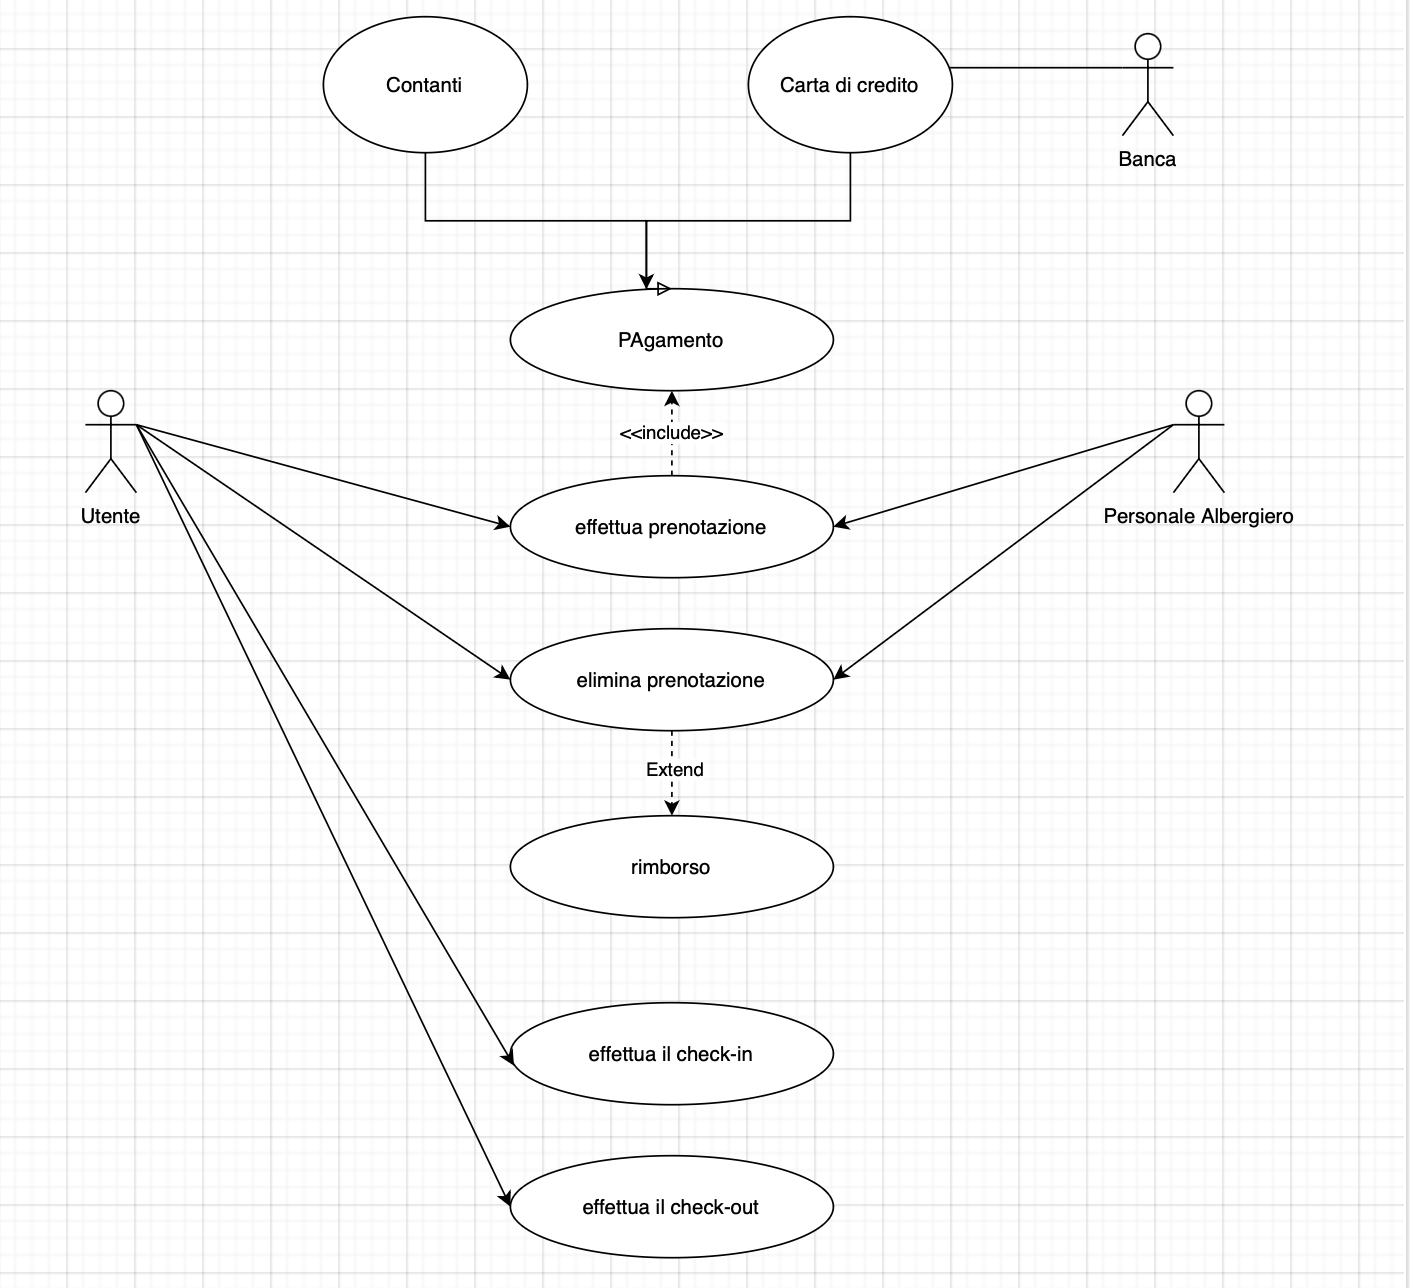 Contanti
Carta di credito
Banca
PAgamento
<<include>>
Utente
Personale Albergiero
effettua prenotazione
elimina prenotazione
Extend
rimborso
effettua il check-in
effettua il check-out